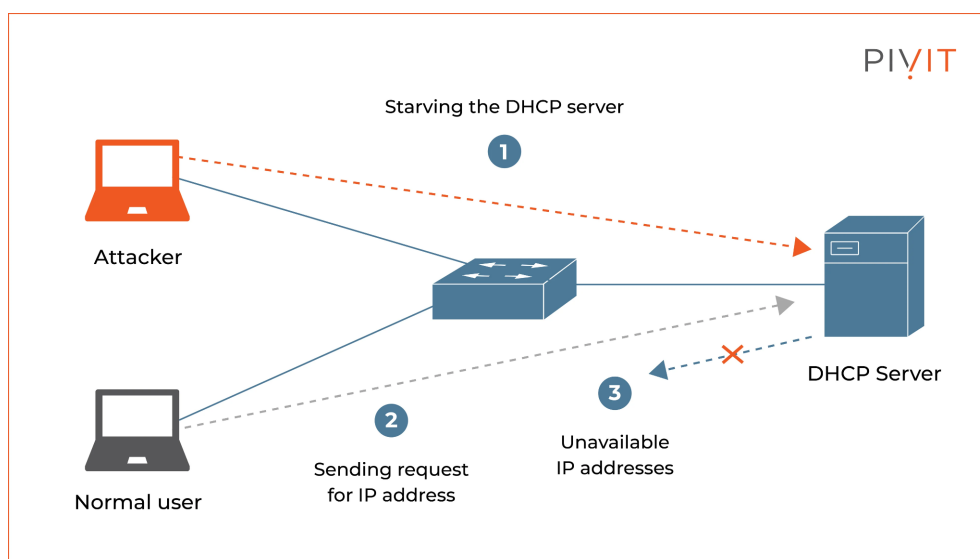 PIVIT
Starving the DHCP server
1
Attacker
DHCP Server
3
2
Unavailable
IP addresses
Sending request
for IP address
Normal user